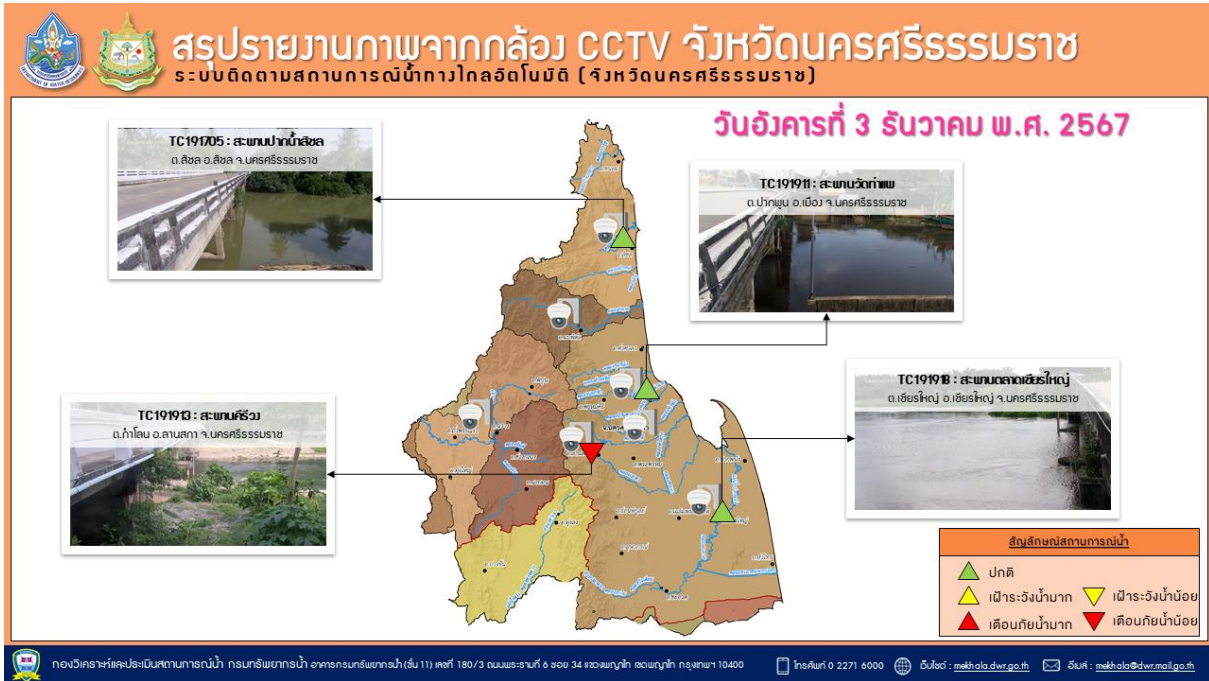 สรุปรายงานภาพจากกล้อง CCTV จังหวัดนครศรีธรรมราช
ระบบติดตามสถานการณ์น้ำทางไกลอัตโนมัติ (จังหวัดนครศรีธรรมราช)
วันอังคารที่ 3 ธันวาคม พ.ศ. 2567
TC191705 : สะพานปากน้ำสิชล
ต.สิชล อ.สิชล จ.นครศรีธรรมราช
TC191911 : สะพานวัดท่าแพ
ต.ปากพูน อ.เมือง จ.นครศรีธรรมราช
TC191918 : สะพานตลาดเชียรใหญ่
ต.เชียรใหญ่ อ.เชียรใหญ่ จ.นครศรีธรรมราช
TC191913 : สะพานคีรีวง
ต.กำโลน อ.ลานสกา จ.นครศรีธรรมราช
สัญลักษณ์สถานการณ์น้ำ
ปกติ
เฝ้าระวังน้ำมาก เฝ้าระวังน้ำน้อย
เตือนภัยน้ำมาก เตือนภัยน้ำน้อย
กองวิเคราะห์และประเมินสถานการณ์น้ำ กรมทรัพยากรน้ำ อาคารกรมทรัพยากรน้ำ (ชั้น 11) เลขที่ 180/3 ถนนพระรามที่ 6 ซอย 34 แขวงพญาไท เขตพญาไท กรุงเทพฯ 10400 โทรศัพท์ 0 2271 6000 เว็บไซต์ : mekhala.dwr.go.th อีเมล์ : mekhala@dwr.mail.go.th